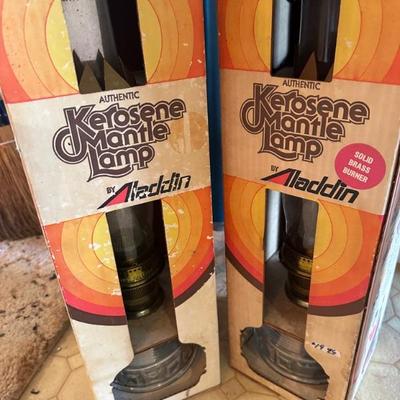 AUTHENTIC
Kerosene
Mantle
Lamp
BY Aladdin
AUTHENTIC
Kerosene
Mantle
Lamp
BY Aladdin
SOLID
BRASS
BURNER